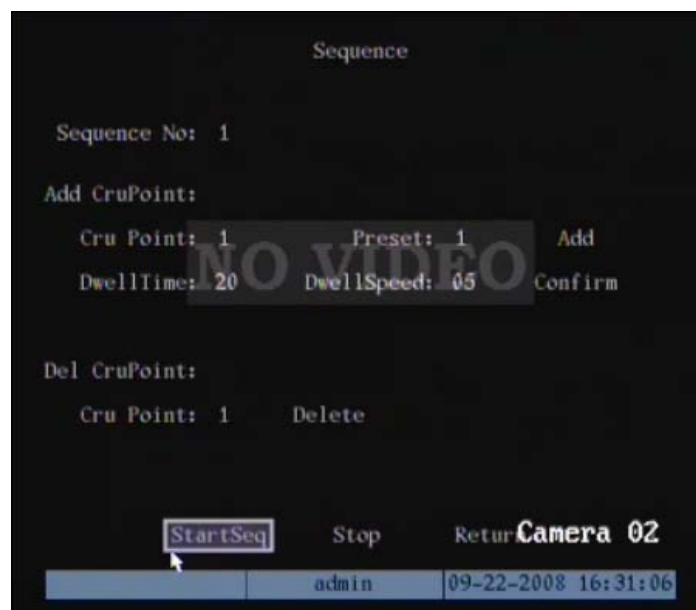 Sequence
Sequence No: 1
Add CruPoint:
Cru Point: 1 Preset: 1 Add
DwellTime: 20 DwellSpeed: 05 Confirm
NO VIDEO
Del CruPoint:
Cru Point: 1 Delete
StartSeq Stop Retur Camera 02
admin 09-22-2008 16:31:06